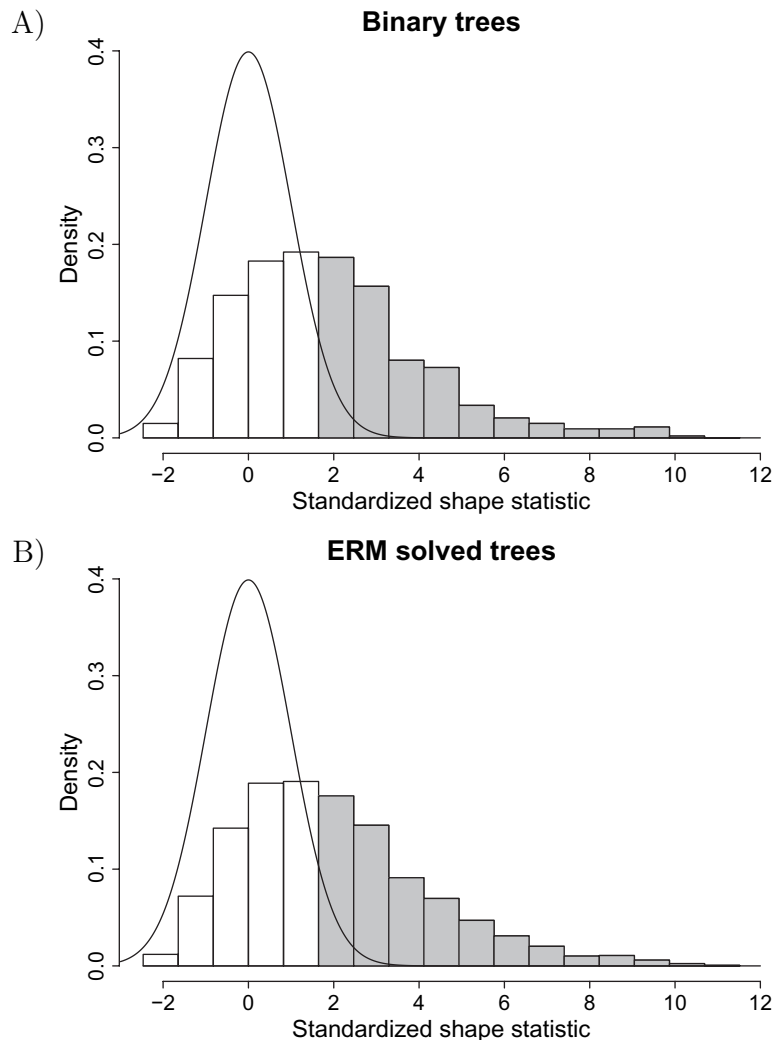 A)
Binary trees
0.4
0.3
0.2
0.1
0.0
Density
−2 0 2 4 6 8 10 12
Standardized shape statistic
B)
ERM solved trees
0.4
0.3
0.2
0.1
0.0
Density
−2 0 2 4 6 8 10 12
Standardized shape statistic